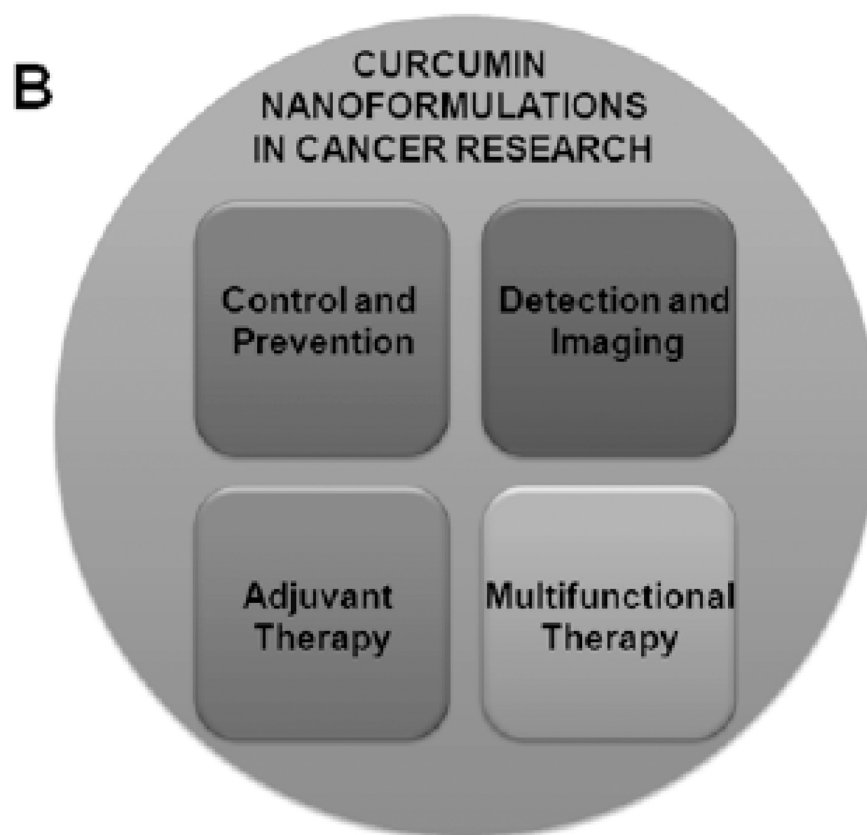 B
CURCUMIN
NANOFORMULATIONS
IN CANCER RESEARCH
Control and
Prevention
Detection and
Imaging
Adjuvant
Therapy
Multifunctional
Therapy